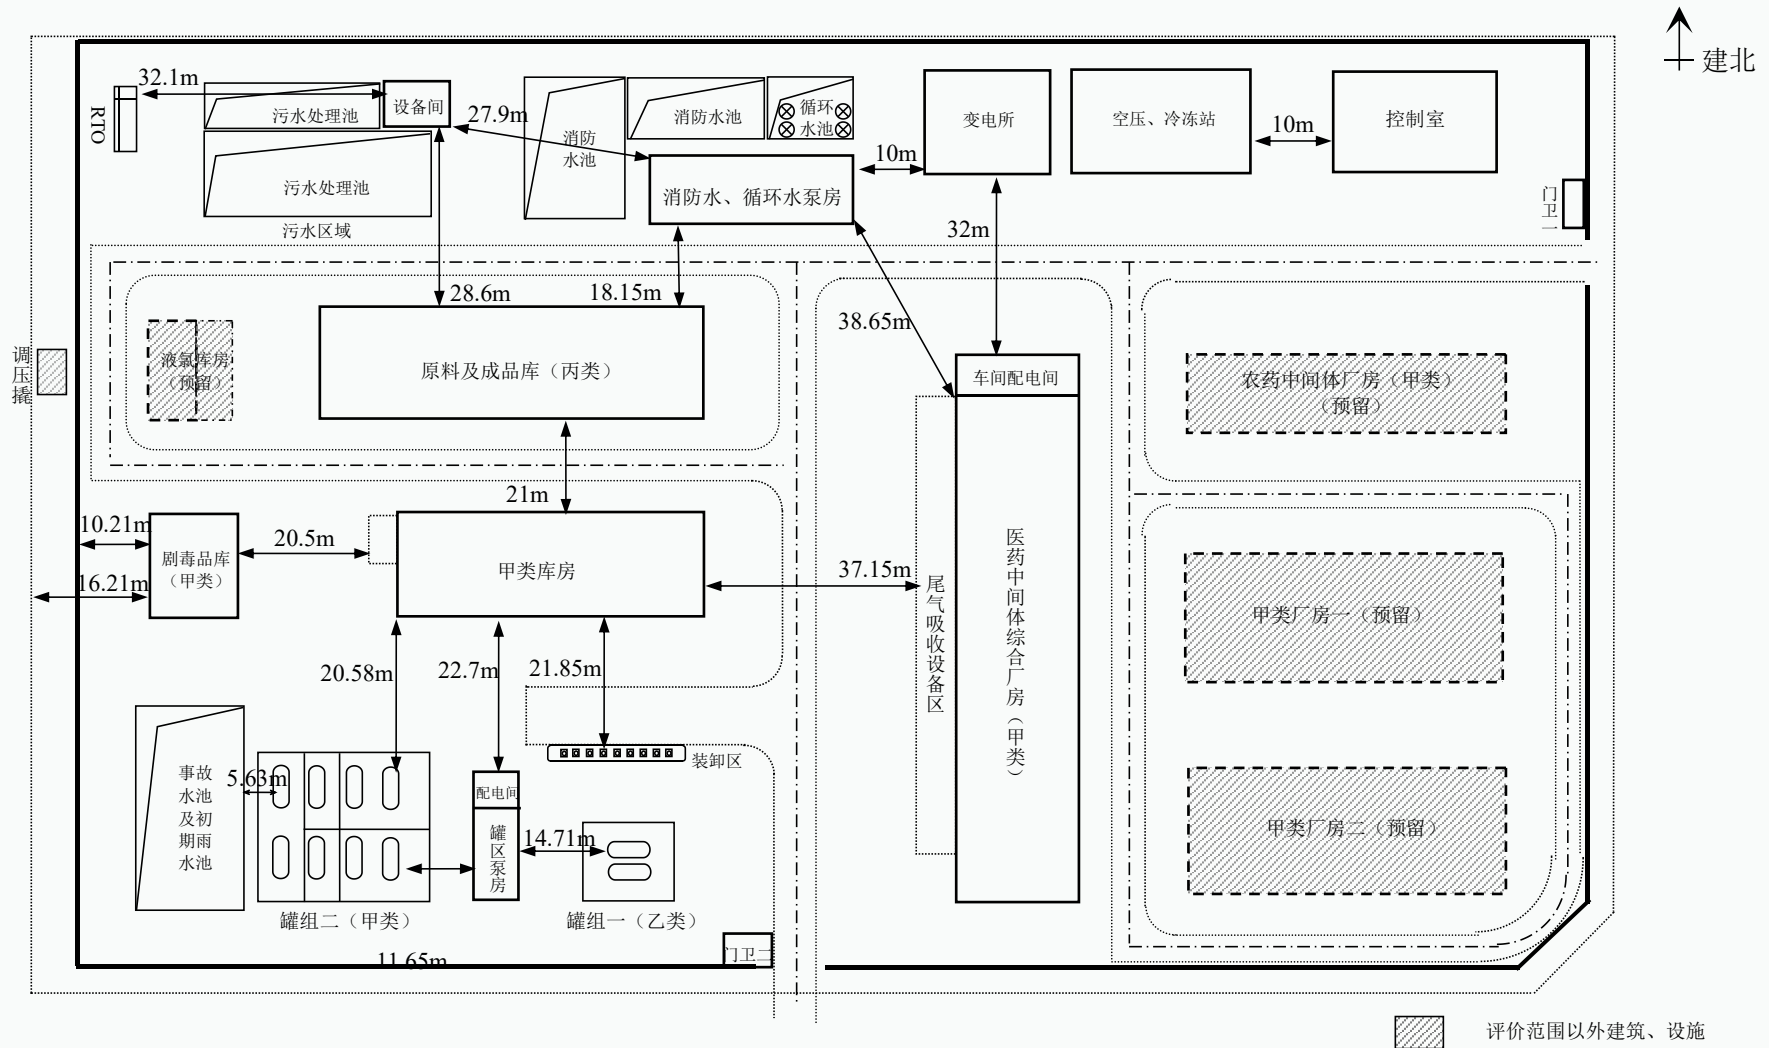 建北
32.1m
RTO
污水处理池
设备间
27.9m
消防
水池
消防水池
循环
水池
变电所
空压、冷冻站
10m
控制室
10m
污水处理池
消防水、循环水泵房
门卫一
污水区域
32m
28.6m
18.15m
38.65m
调压撬
液氯库房
（预留）
原料及成品库（丙类）
车间配电间
农药中间体厂房（甲类）
（预留）
21m
10.21m
剧毒品库
（甲类）
20.5m
甲类库房
16.21m
37.15m
尾气吸收设备区
医药中间体综合厂房（甲类）
甲类厂房一（预留）
20.58m
22.7m
21.85m
装卸区
事故
水池
及初
期雨
水池
5.63m
配电间
罐区泵房
14.71m
甲类厂房二（预留）
罐组二（甲类）
罐组一（乙类）
门卫二
11.65m
评价范围以外建筑、设施